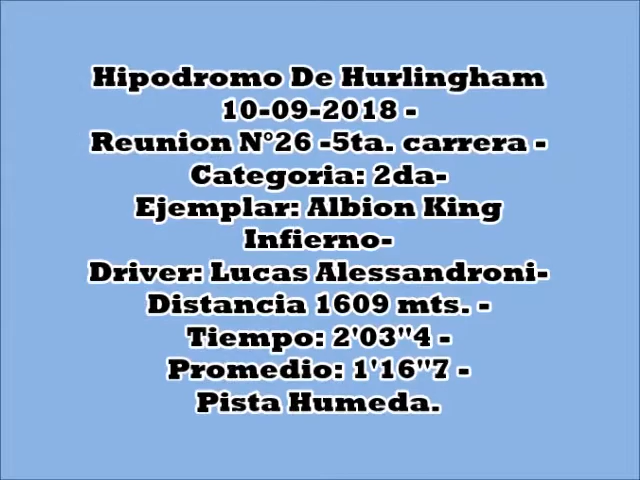 Hipodromo De Hurlingham
10-09-2018 -
Reunion N°26 -5ta. carrera -
Categoria: 2da-
Ejemplar: Albion King
Infierno-
Driver: Lucas Alessandroni-
Distancia 1609 mts. -
Tiempo: 2'03"4 -
Promedio: 1'16"7 -
Pista Humeda.